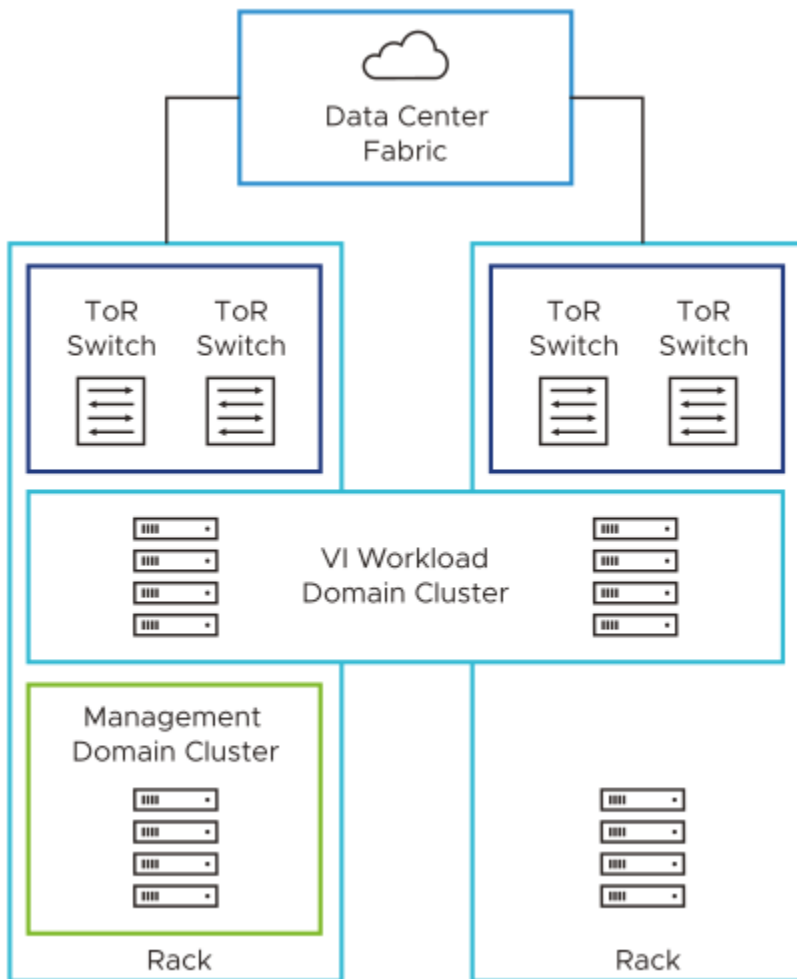 Data Center
Fabric
ToR
Switch
ToR
Switch
ToR
Switch
ToR
Switch
VI Workload
Domain Cluster
Management
Domain Cluster
Rack
Rack